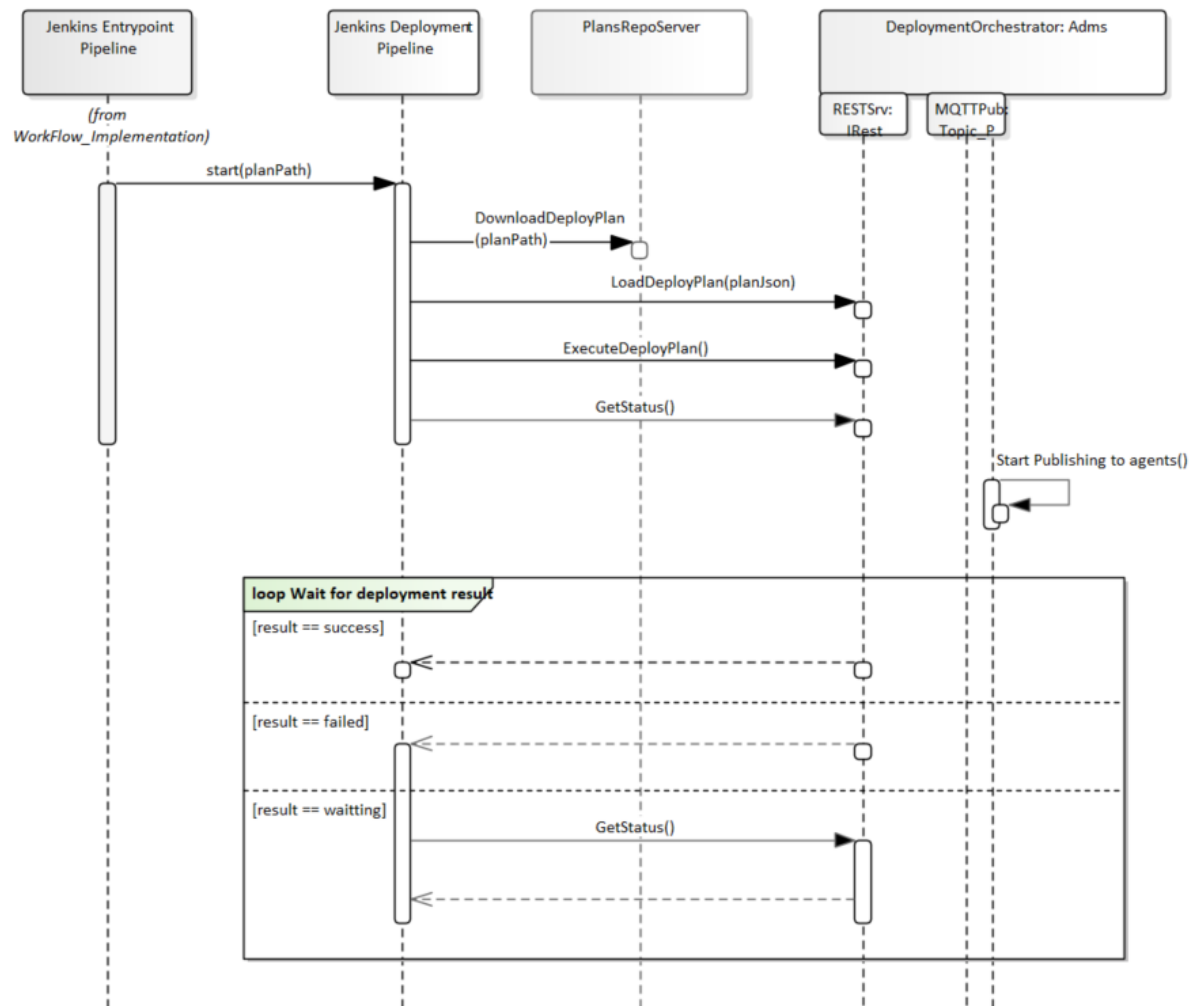 Jenkins Entrypoint
Pipeline
Jenkins Deployment
Pipeline
PlansRepoServer
DeploymentOrchestrator: Adms
(from
WorkFlow_Implementation)
RESTSrv:
IRest
MQTTPub:
Topic_P
start(planPath)
DownloadDeployPlan
(planPath)
LoadDeployPlan(planJson)
ExecuteDeployPlan()
GetStatus()
Start Publishing to agents()
loop Wait for deployment result
[result == success]
[result == failed]
[result == waitting]
GetStatus()